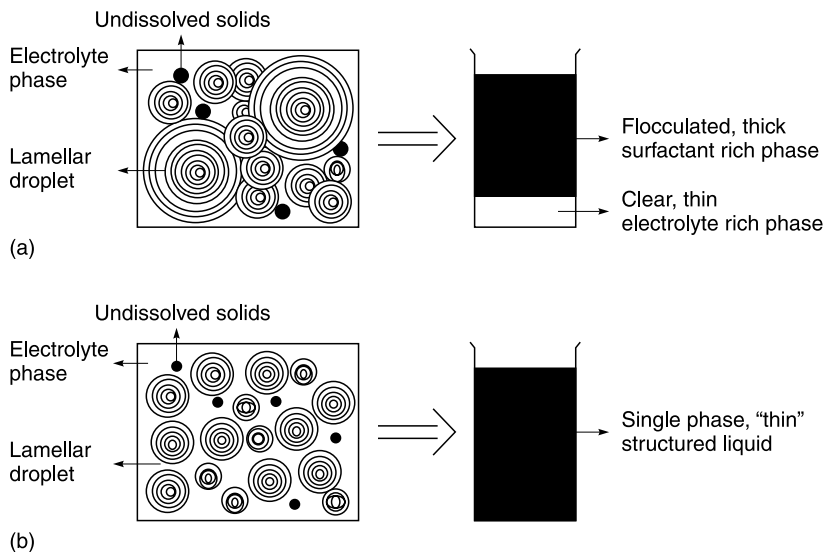 Undissolved solids
Electrolyte
phase
Lamellar
droplet
Flocculated, thick
surfactant rich phase
Clear, thin
electrolyte rich phase
(a)
Undissolved solids
Electrolyte
phase
Lamellar
droplet
Single phase, “thin”
structured liquid
(b)